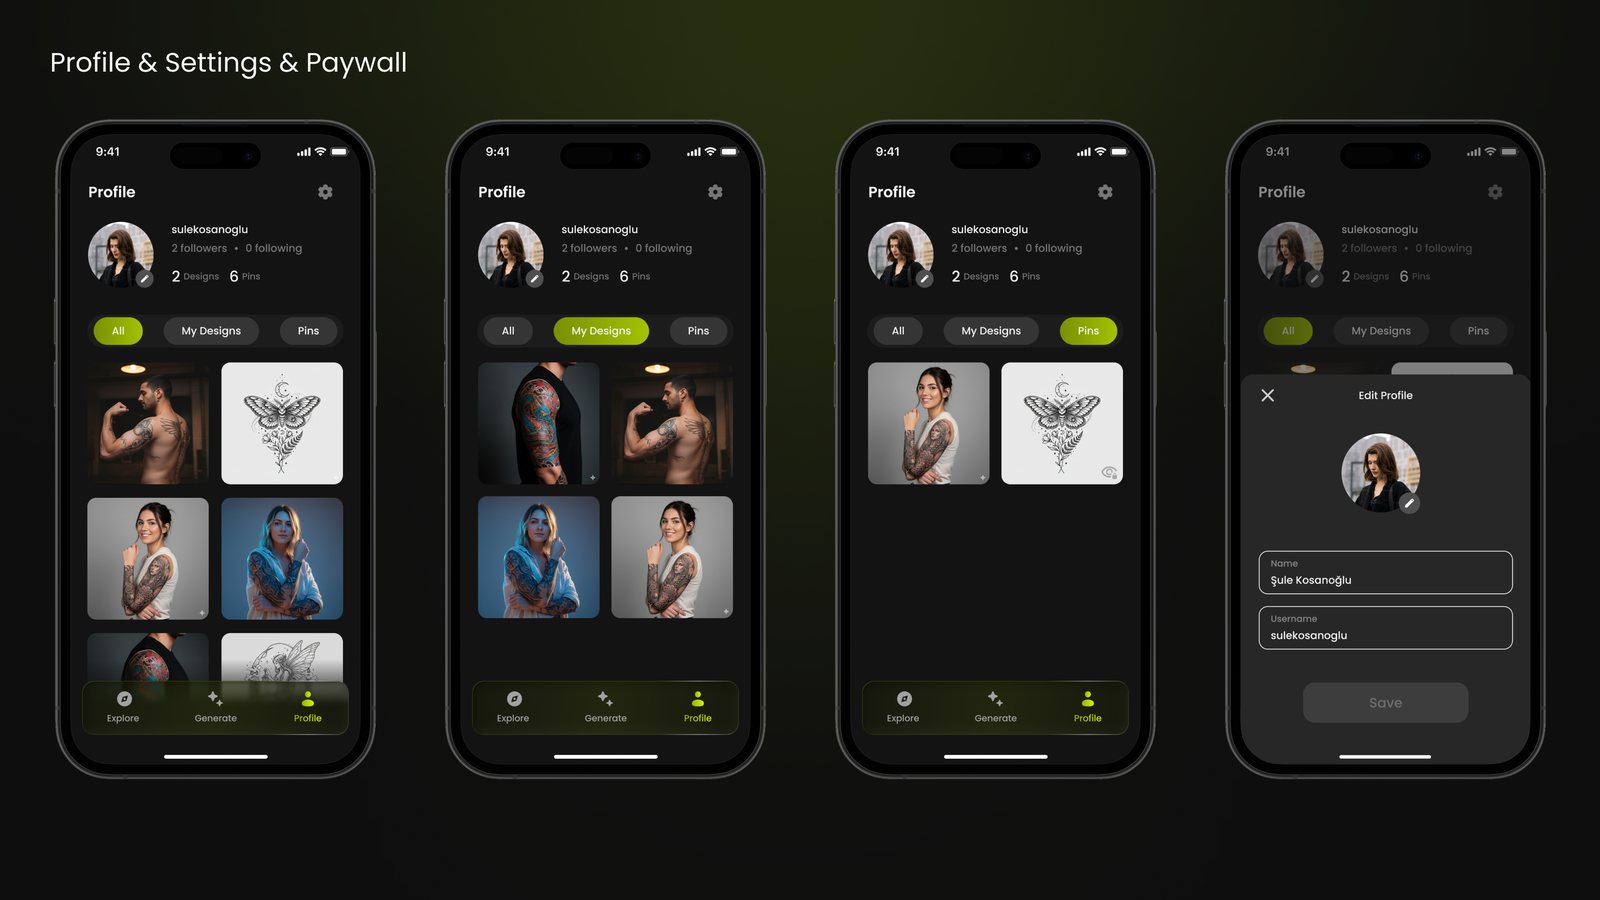 Profile & Settings & Paywall
9:41
Profile
sulekosanoglu
2 followers • 0 following
2 Designs 6 Pins
All My Designs Pins
Explore Generate Profile
9:41
Profile
sulekosanoglu
2 followers • 0 following
2 Designs 6 Pins
All My Designs Pins
Explore Generate Profile
9:41
Profile
sulekosanoglu
2 followers • 0 following
2 Designs 6 Pins
All My Designs Pins
Explore Generate Profile
9:41
Profile
sulekosanoglu
2 followers • 0 following
2 Designs 6 Pins
All My Designs Pins
Edit Profile
Name
Şule Kosanoğlu
Username
sulekosanoglu
Save